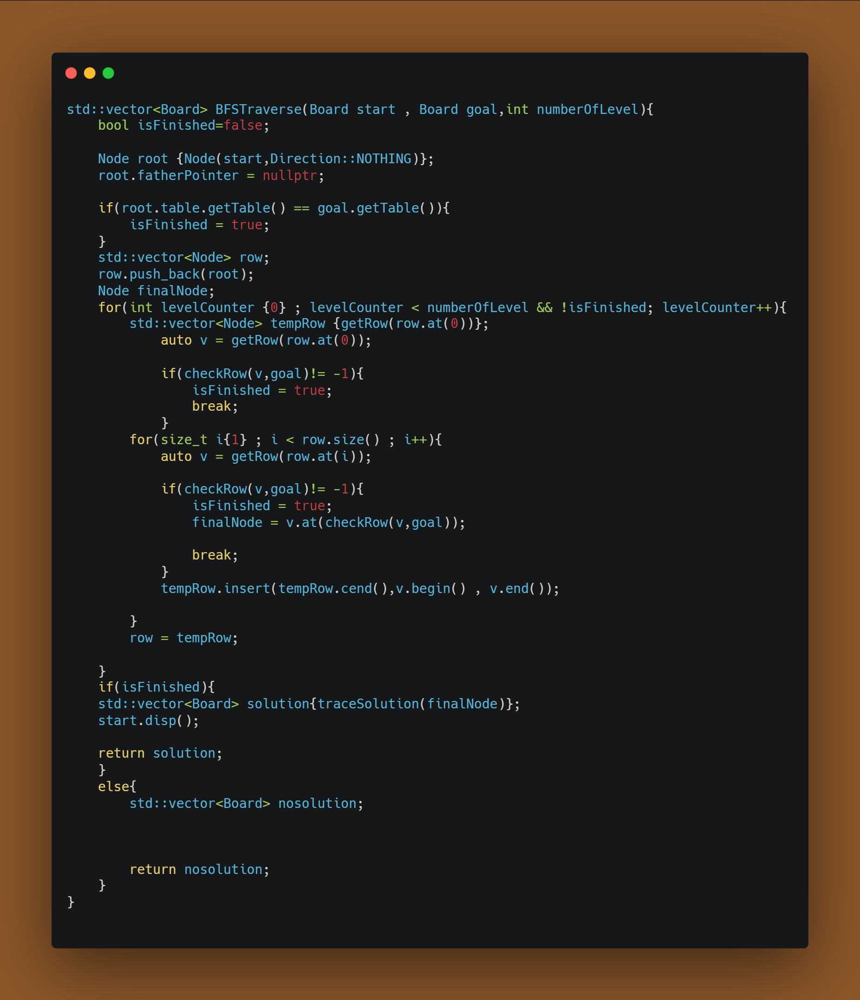 std::vector<Board> BFSTraverse(Board start , Board goal,int numberOfLevel){
    bool isFinished=false;

    Node root {Node(start,Direction::NOTHING)};
    root.fatherPointer = nullptr;

    if(root.table.getTable() == goal.getTable()){
        isFinished = true;
    }
    std::vector<Node> row;
    row.push_back(root);
    Node finalNode;
    for(int levelCounter {0} ; levelCounter < numberOfLevel && !isFinished; levelCounter++){
        std::vector<Node> tempRow {getRow(row.at(0))};
            auto v = getRow(row.at(0));

            if(checkRow(v,goal)!= -1){
                isFinished = true;
                break;
            }
        for(size_t i{1} ; i < row.size() ; i++){
            auto v = getRow(row.at(i));

            if(checkRow(v,goal)!= -1){
                isFinished = true;
                finalNode = v.at(checkRow(v,goal));

                break;
            }
            tempRow.insert(tempRow.cend(),v.begin() , v.end());

        }
        row = tempRow;

    }
    if(isFinished){
    std::vector<Board> solution{traceSolution(finalNode)};
    start.disp();

    return solution;
    }
    else{
        std::vector<Board> nosolution;



        return nosolution;
    }
}